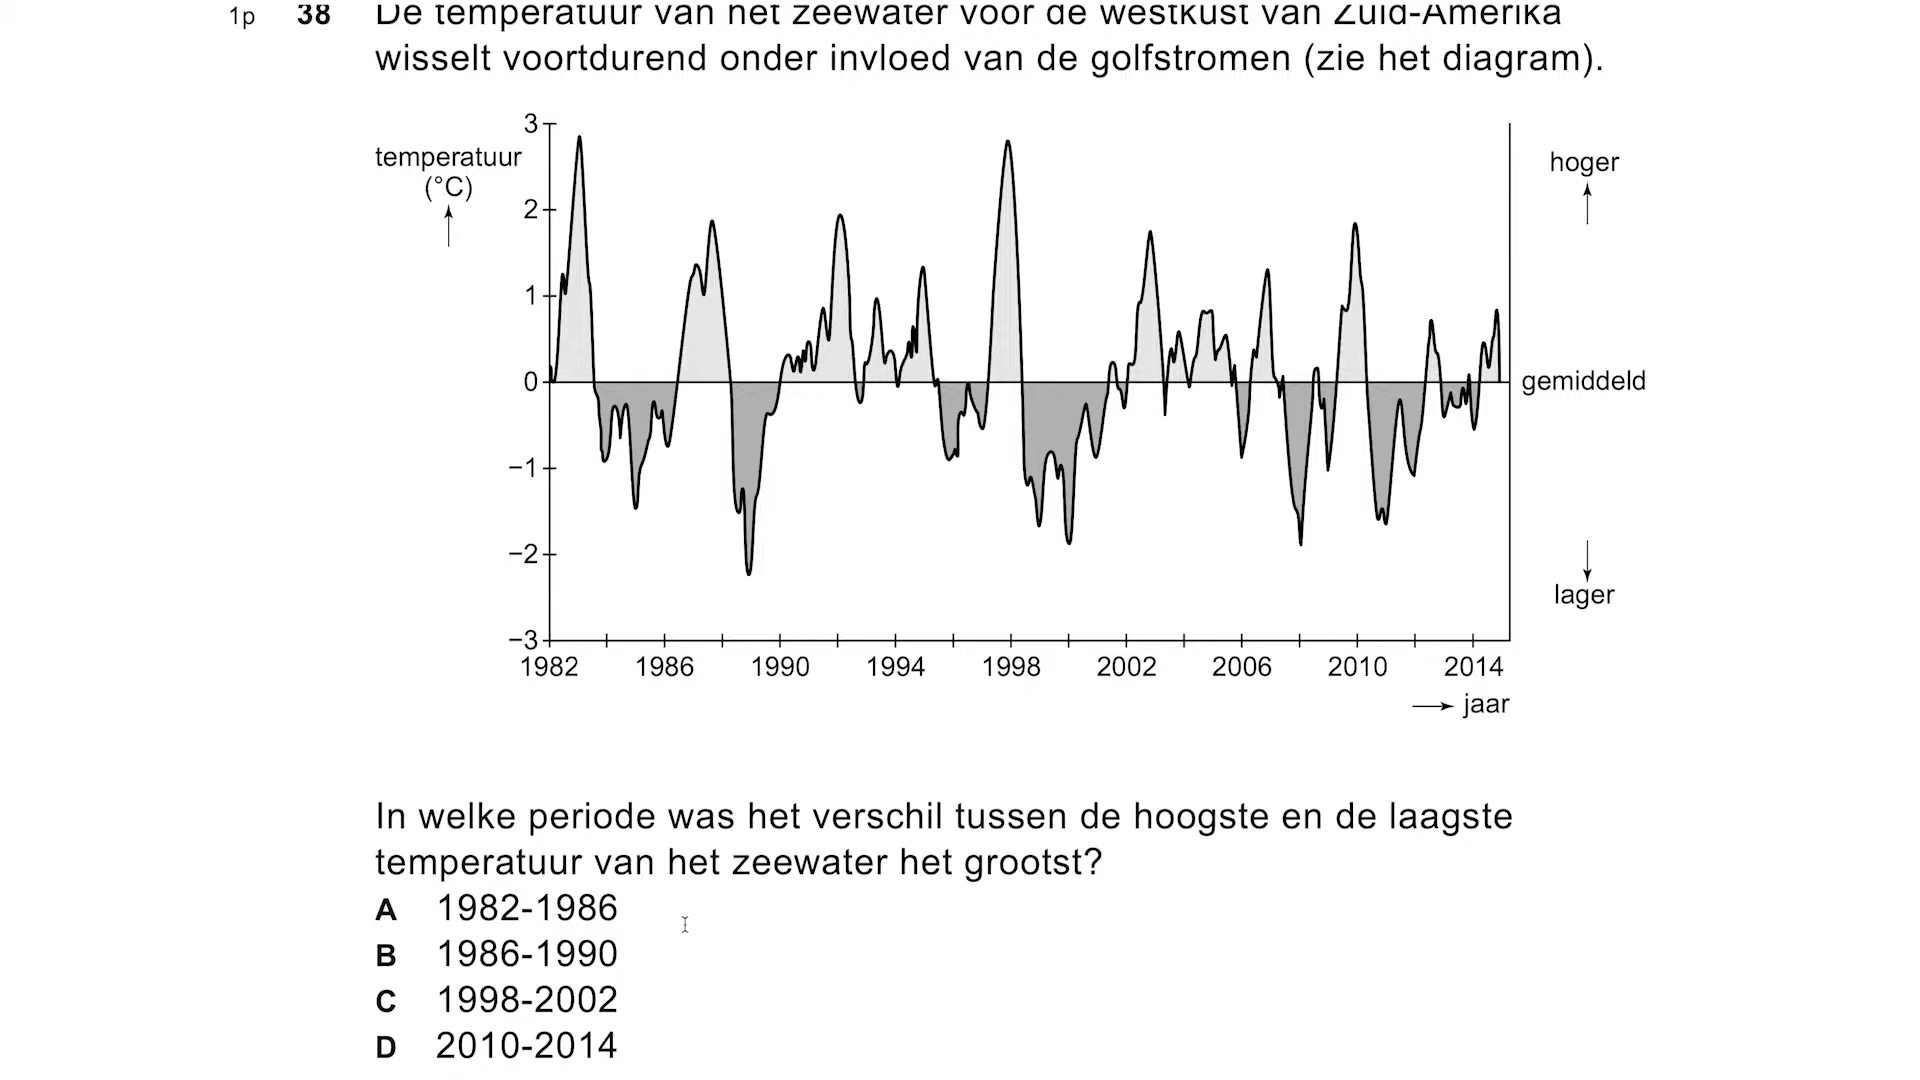 1p 38 De temperatuur van het zeewater voor de westkust van Zuid-Amerika
wisselt voortdurend onder invloed van de golfstromen (zie het diagram).
temperatuur
(°C)
3
2
1
0
−1
−2
−3
hoger
gemiddeld
lager
1982 1986 1990 1994 1998 2002 2006 2010 2014
jaar
In welke periode was het verschil tussen de hoogste en de laagste
temperatuur van het zeewater het grootst?
A 1982-1986
B 1986-1990
C 1998-2002
D 2010-2014